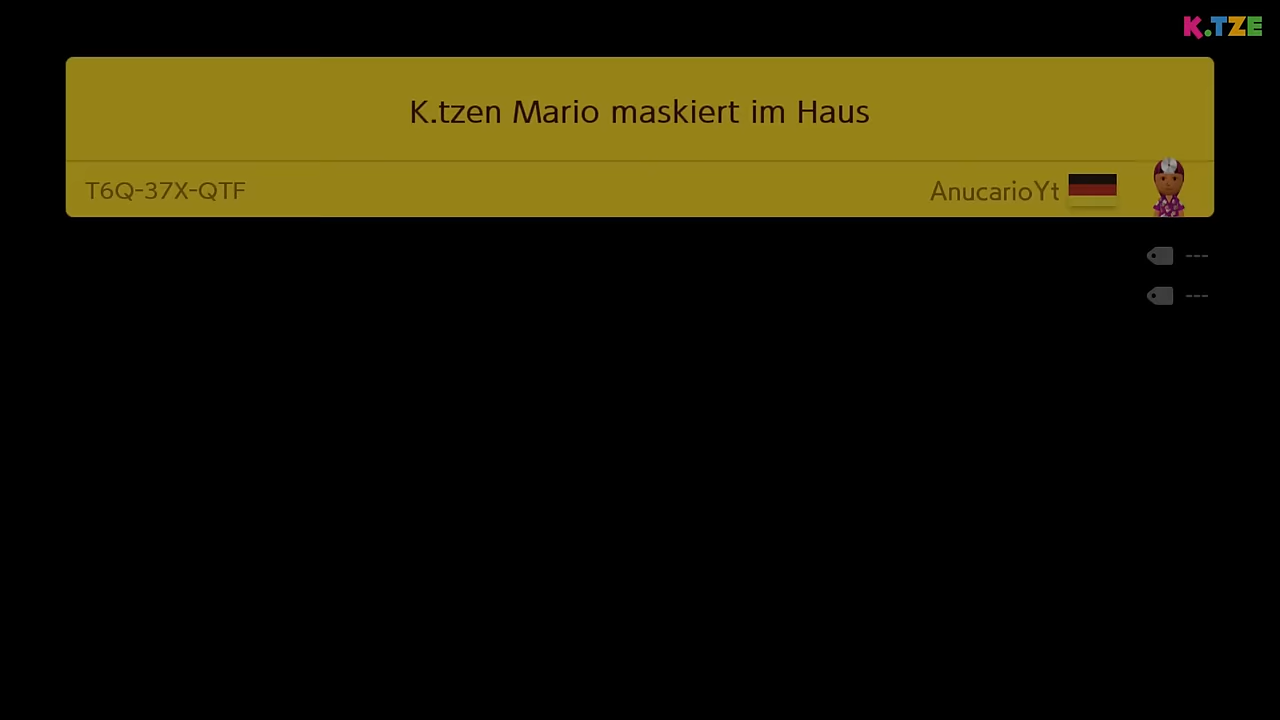 K.TZE
K.tzen Mario maskiert im Haus
T6Q-37X-QTF
AnucarioYt
---
---